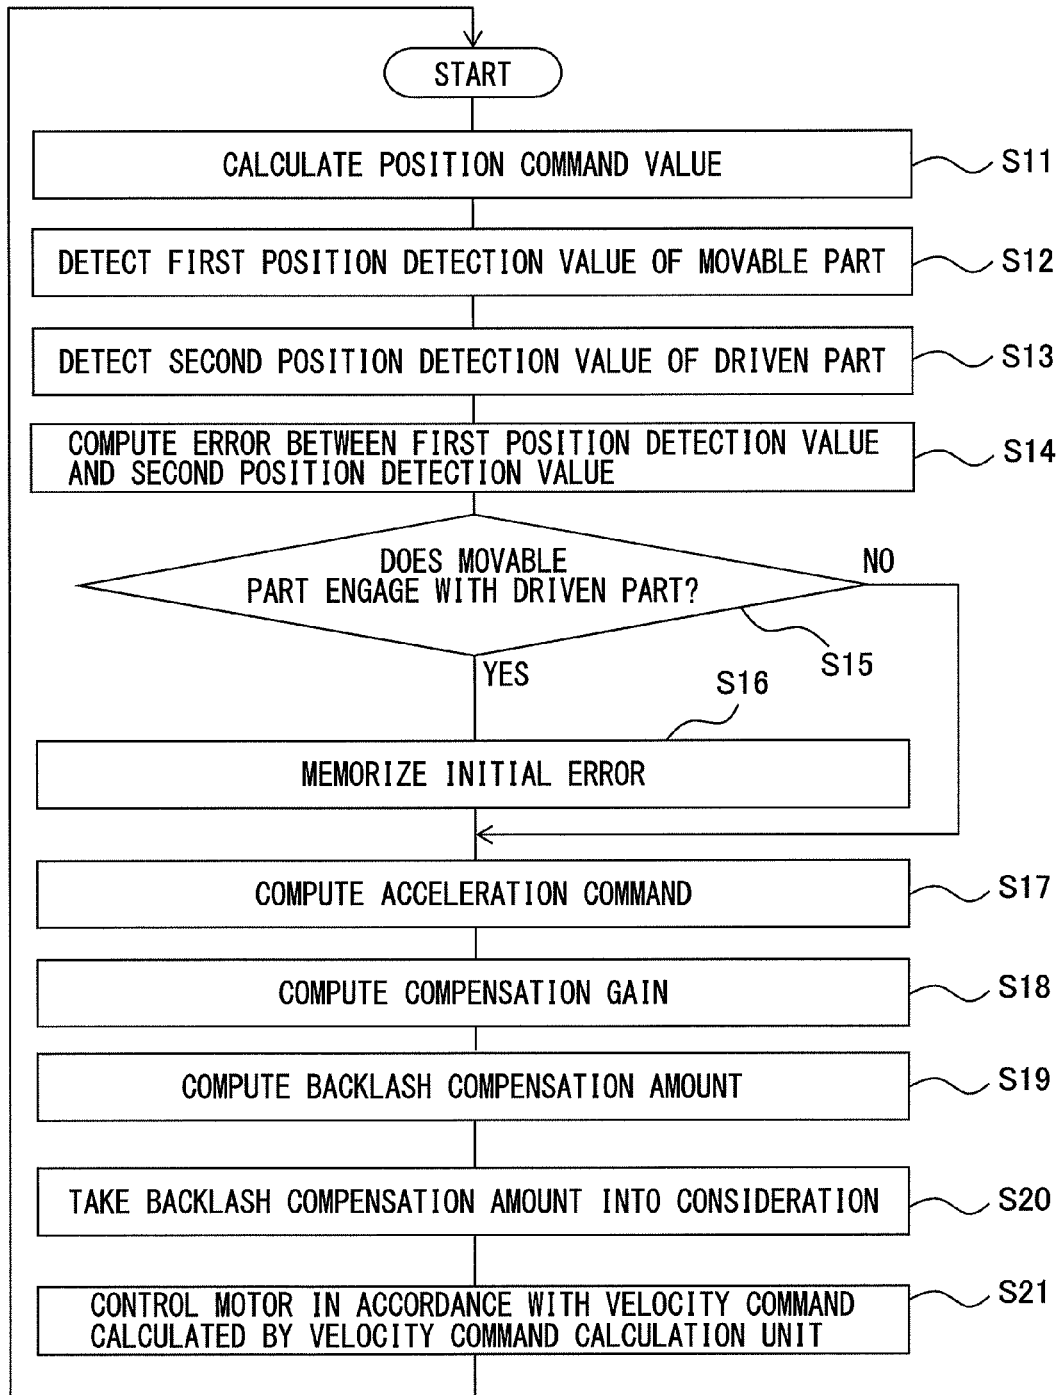 START
CALCULATE POSITION COMMAND VALUE
S11
DETECT FIRST POSITION DETECTION VALUE OF MOVABLE PART
S12
DETECT SECOND POSITION DETECTION VALUE OF DRIVEN PART
S13
COMPUTE ERROR BETWEEN FIRST POSITION DETECTION VALUE
AND SECOND POSITION DETECTION VALUE
S14
DOES MOVABLE
PART ENGAGE WITH DRIVEN PART?
NO
S15
YES
S16
MEMORIZE INITIAL ERROR
COMPUTE ACCELERATION COMMAND
S17
COMPUTE COMPENSATION GAIN
S18
COMPUTE BACKLASH COMPENSATION AMOUNT
S19
TAKE BACKLASH COMPENSATION AMOUNT INTO CONSIDERATION
S20
CONTROL MOTOR IN ACCORDANCE WITH VELOCITY COMMAND
CALCULATED BY VELOCITY COMMAND CALCULATION UNIT
S21